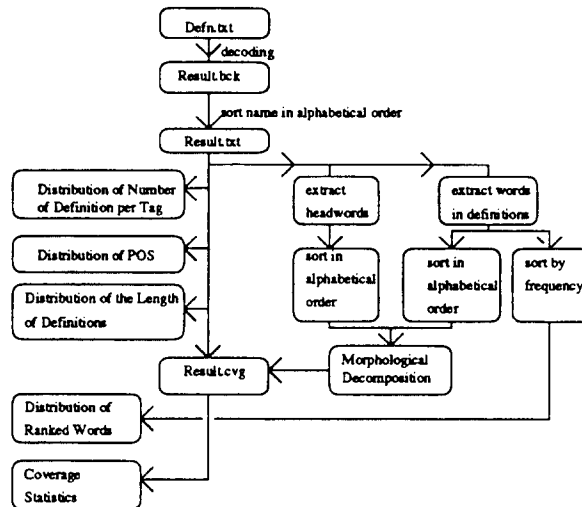 Defn.txt
decoding
Result.bck
sort name in alphabetical order
Result.txt
Distribution of Number
of Definition per Tag
extract
headwords
extract words
in definitions
Distribution of POS
sort in
alphabetical
order
sort in
alphabetical
order
sort by
frequency
Distribution of the Length
of Definitions
Result.cvg
Morphological
Decomposition
Distribution of
Ranked Words
Coverage
Statistics